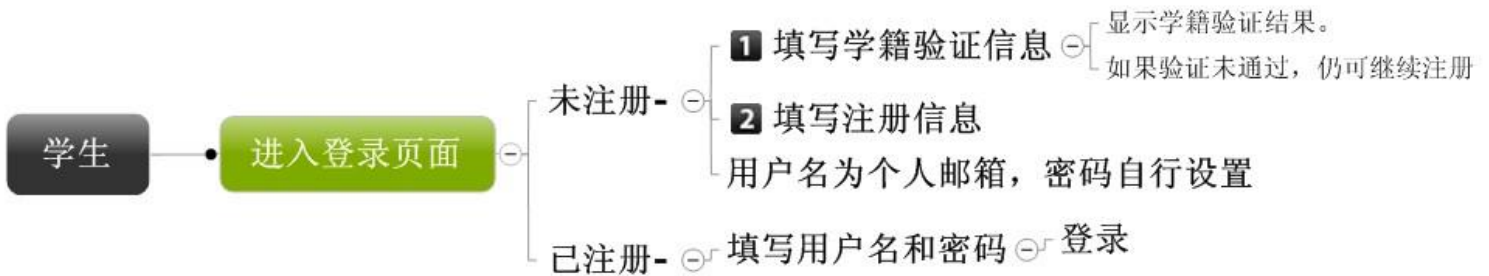 学生
进入登录页面
未注册-
1 填写学籍验证信息
显示学籍验证结果。
如果验证未通过，仍可继续注册
2 填写注册信息
用户名为个人邮箱，密码自行设置
已注册-
填写用户名和密码
登录